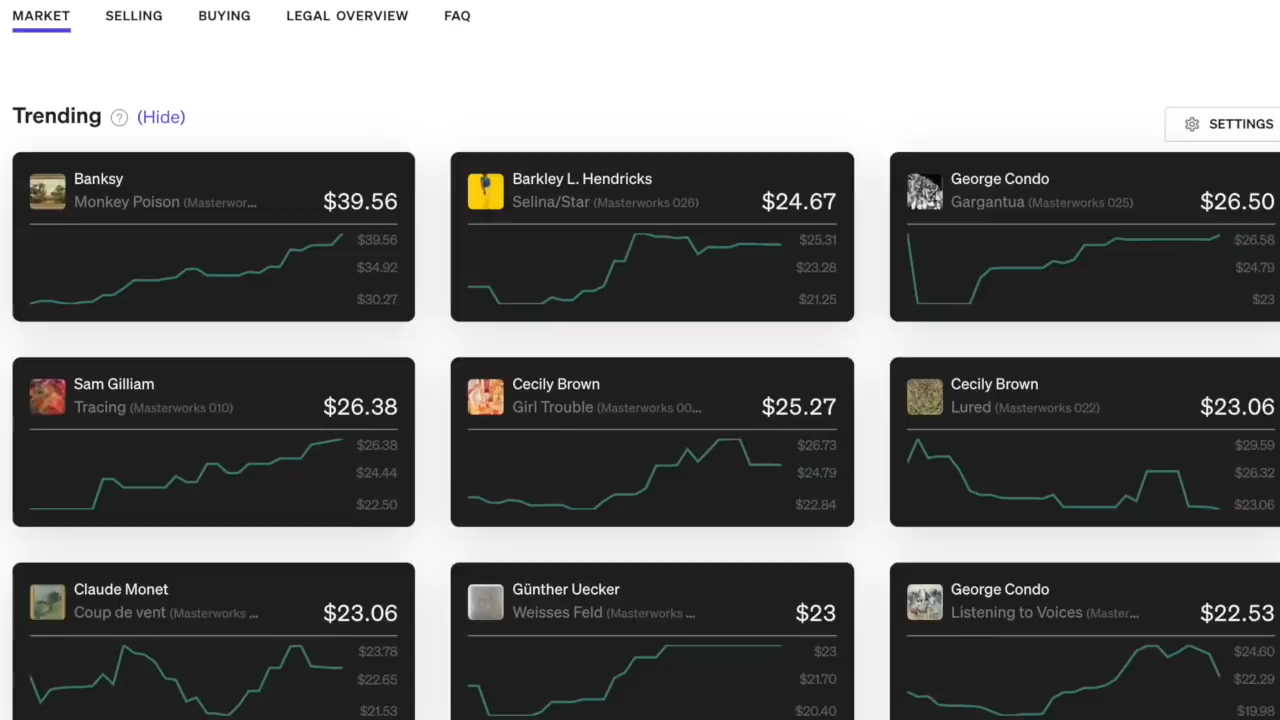 MARKET SELLING BUYING LEGAL OVERVIEW FAQ
Trending ? (Hide)
SETTINGS
Banksy
Monkey Poison (Masterwor...
$39.56
$39.56
$34.92
$30.27
Barkley L. Hendricks
Selina/Star (Masterworks 026)
$24.67
$25.31
$23.28
$21.25
George Condo
Gargantua (Masterworks 025)
$26.50
$26.58
$24.79
$23
Sam Gilliam
Tracing (Masterworks 010)
$26.38
$26.38
$24.44
$22.50
Cecily Brown
Girl Trouble (Masterworks 00...
$25.27
$26.73
$24.79
$22.84
Cecily Brown
Lured (Masterworks 022)
$23.06
$29.59
$26.32
$23.06
Claude Monet
Coup de vent (Masterworks ...
$23.06
$23.78
$22.65
$21.53
Günther Uecker
Weisses Feld (Masterworks ...
$23
$23
$21.70
$20.40
George Condo
Listening to Voices (Master...
$22.53
$24.60
$22.29
$19.98